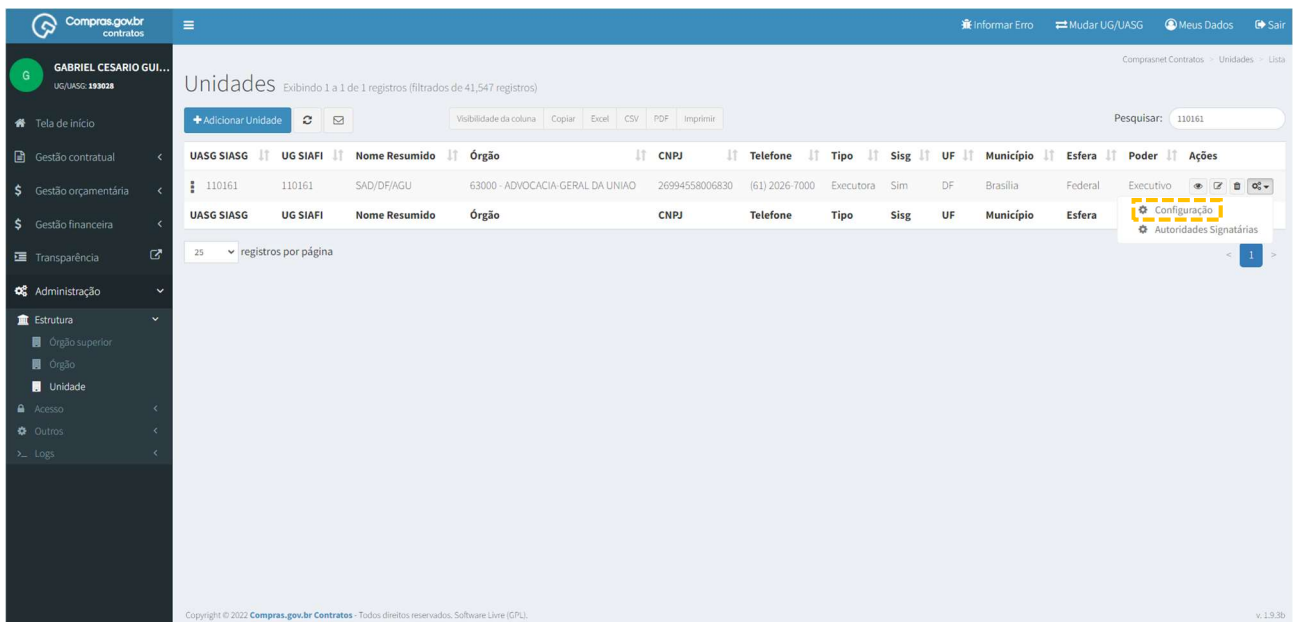 Compras.gov.br
contratos
Informar Erro Mudar UG/UASG Meus Dados Sair
G
GABRIEL CESARIO GUI...
UG/UASG: 193028
Tela de início
Gestão contratual
Gestão orçamentária
Gestão financeira
Transparência
Administração
Estrutura
Órgão superior
Órgão
Unidade
Acesso
Outros
Logs
Comprasnet Contratos > Unidades > Lista
Unidades Exibindo 1 a 1 de 1 registros (filtrados de 41,547 registros)
+ Adicionar Unidade Visibilidade da coluna Copiar Excel CSV PDF Imprimir Pesquisar: 110161
UASG SIASG UG SIAFI Nome Resumido Órgão CNPJ Telefone Tipo Sisg UF Município Esfera Poder Ações
110161 110161 SAD/DF/AGU 63000 - ADVOCACIA-GERAL DA UNIAO 26994558006830 (61) 2026-7000 Executora Sim DF Brasília Federal Executivo
UASG SIASG UG SIAFI Nome Resumido Órgão CNPJ Telefone Tipo Sisg UF Município Esfera
Configuração
Autoridades Signatárias
25 registros por página
< 1 >
Copyright © 2022 Compras.gov.br Contratos - Todos direitos reservados. Software Livre (GPL). v. 1.9.3b